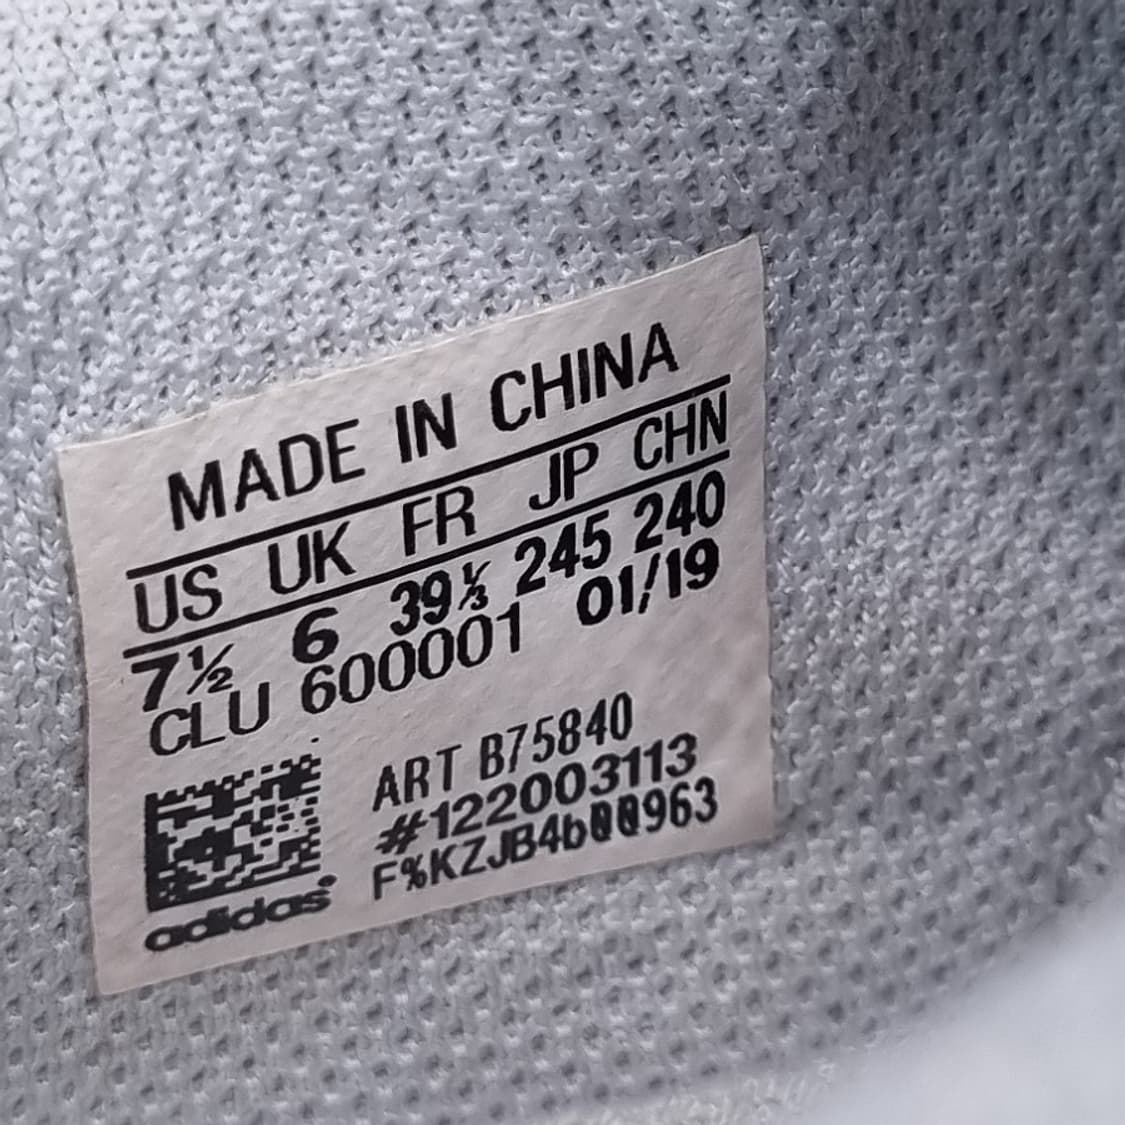 MADE IN CHINA
US UK FR JP CHN
7½ 6 39⅓ 245 240
CLU 600001 01/19
ART B75840
#122003113
F%KZJB4b00963
adidas®